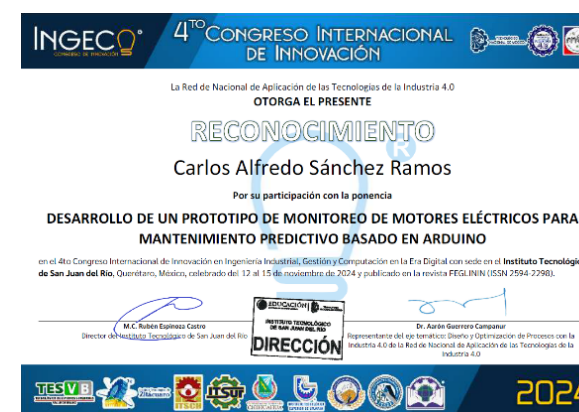 INGECO
CONGRESO DE INNOVACIÓN
4TO CONGRESO INTERNACIONAL
DE INNOVACIÓN
La Red de Nacional de Aplicación de las Tecnologías de la Industria 4.0
OTORGA EL PRESENTE
RECONOCIMIENTO
Carlos Alfredo Sánchez Ramos
Por su participación con la ponencia
DESARROLLO DE UN PROTOTIPO DE MONITOREO DE MOTORES ELÉCTRICOS PARA
MANTENIMIENTO PREDICTIVO BASADO EN ARDUINO
en el 4to Congreso Internacional de Innovación en Ingeniería Industrial, Gestión y Computación en la Era Digital con sede en el Instituto Tecnológic
de San Juan del Río, Querétaro, México, celebrado del 12 al 15 de noviembre de 2024 y publicado en la revista FEGLININ (ISSN 2594-2298).
M.C. Rubén Espinoza Castro
Director del Instituto Tecnológico de San Juan del Río
EDUCACIÓN
INSTITUTO TECNOLÓGICO
DE SAN JUAN DEL RÍO
DIRECCIÓN
Dr. Aarón Guerrero Campanur
Representante del eje temático: Diseño y Optimización de Procesos con la
Industria 4.0 de la Red de Nacional de Aplicación de las Tecnologías de la
Industria 4.0
TESVB
Zitácuaro
ITSCH
ITSUR
2024